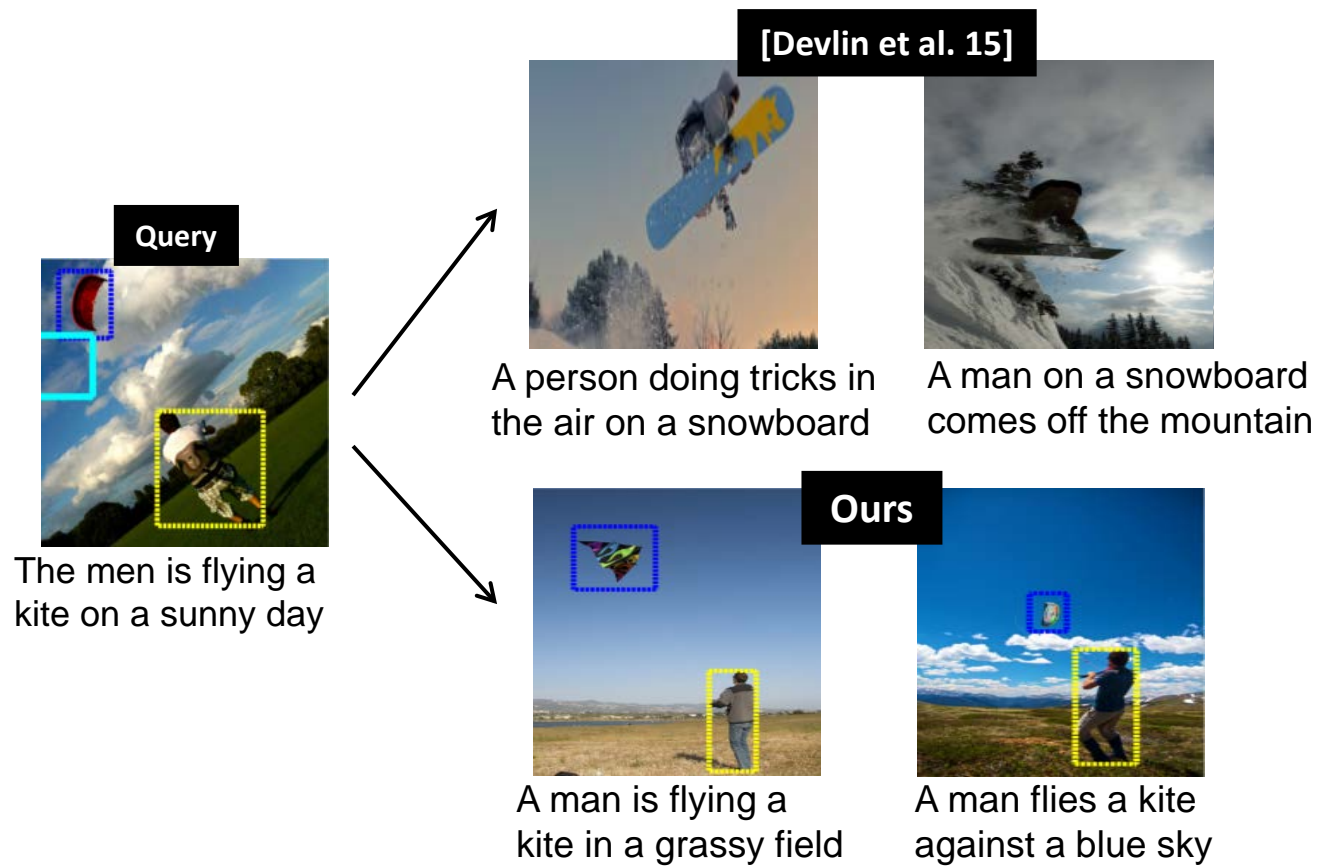 [Devlin et al. 15]
A person doing tricks in
the air on a snowboard
A man on a snowboard
comes off the mountain
Query
The men is flying a
kite on a sunny day
Ours
A man is flying a
kite in a grassy field
A man flies a kite
against a blue sky